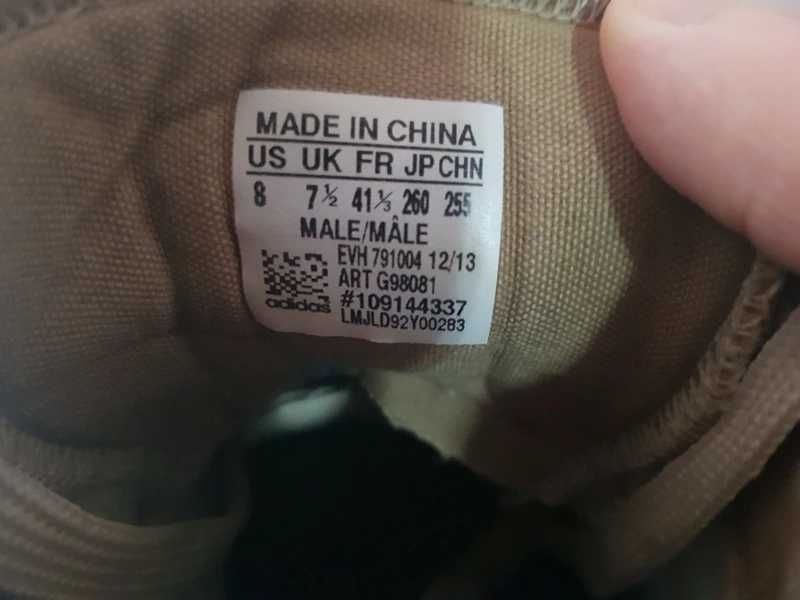 MADE IN CHINA
US UK FR JP CHN
8 7½ 41⅓ 260 255
MALE/MÂLE
EVH 791004 12/13
ART G98081
adidas #109144337
LMJLD92Y00283